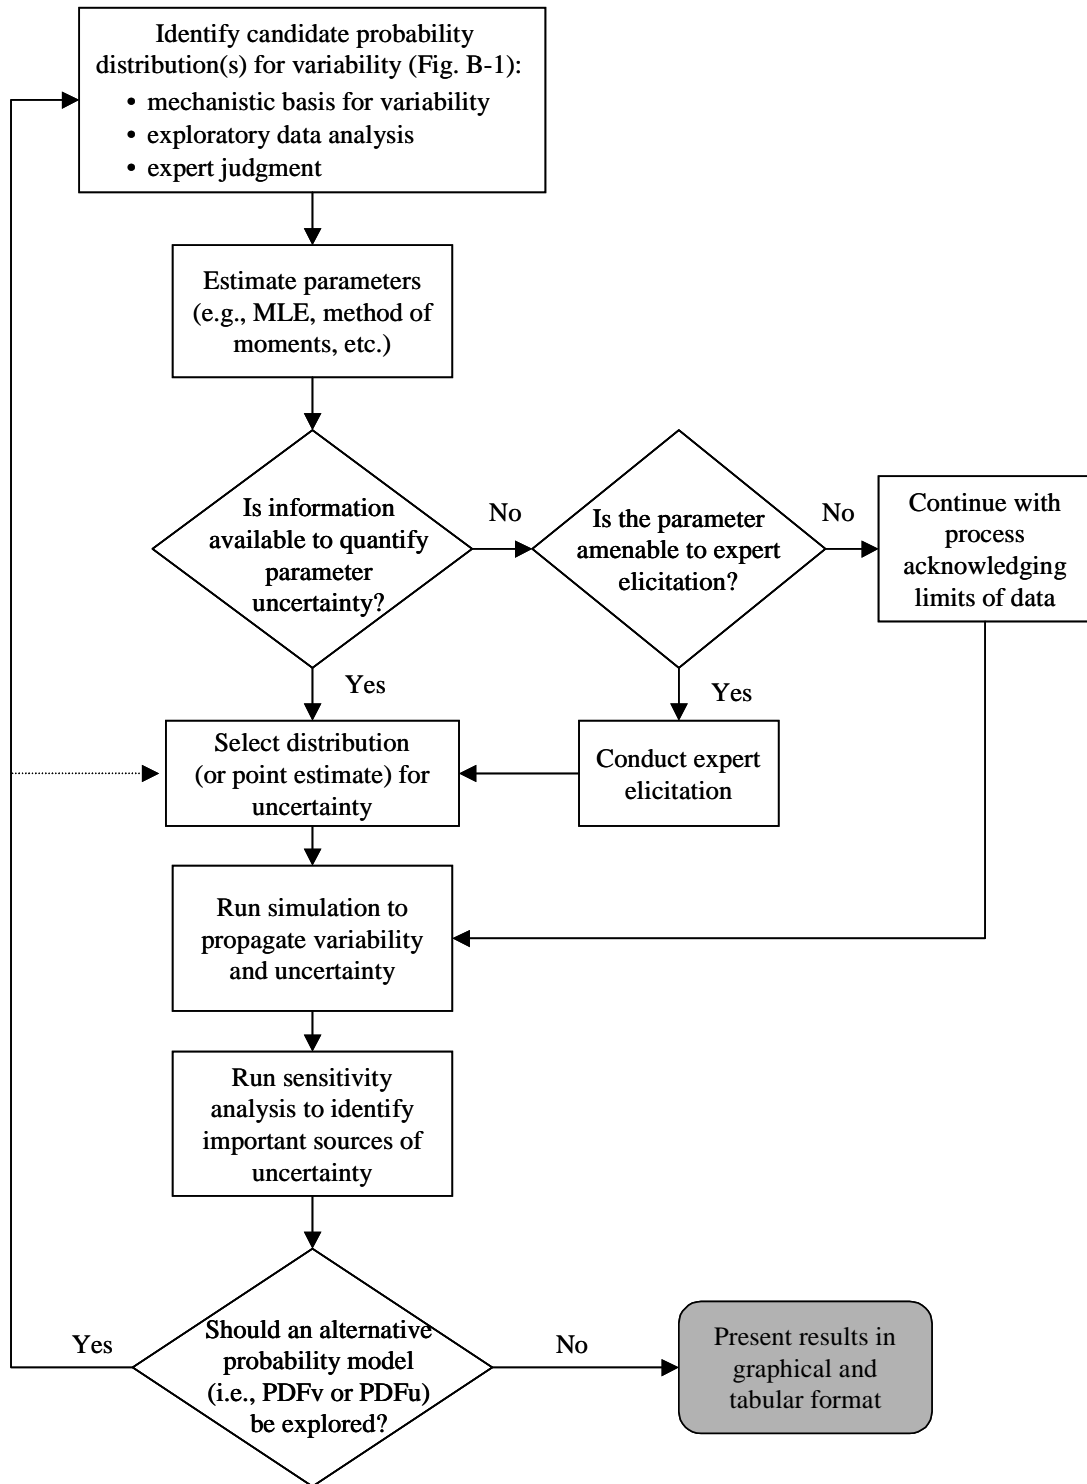 Identify candidate probability
distribution(s) for variability (Fig. B-1):
• mechanistic basis for variability
• exploratory data analysis
• expert judgment
Estimate parameters
(e.g., MLE, method of
moments, etc.)
Is information
available to quantify
parameter
uncertainty?
No
Is the parameter
amenable to expert
elicitation?
No
Continue with
process
acknowledging
limits of data
Yes
Yes
Select distribution
(or point estimate) for
uncertainty
Conduct expert
elicitation
Run simulation to
propagate variability
and uncertainty
Run sensitivity
analysis to identify
important sources of
uncertainty
Yes
Should an alternative
probability model
(i.e., PDFv or PDFu)
be explored?
No
Present results in
graphical and
tabular format